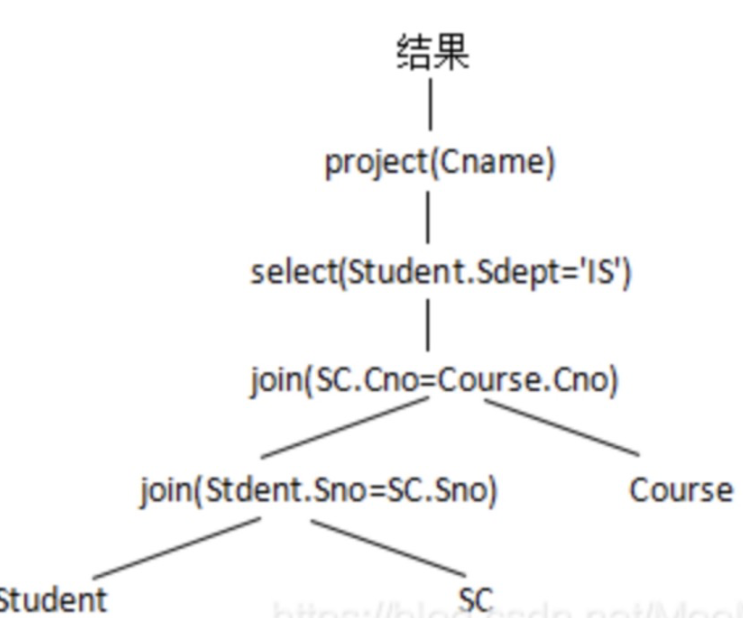 结果
project(Cname)
select(Student.Sdept='IS')
join(SC.Cno=Course.Cno)
join(Stdent.Sno=SC.Sno) Course
Student SC